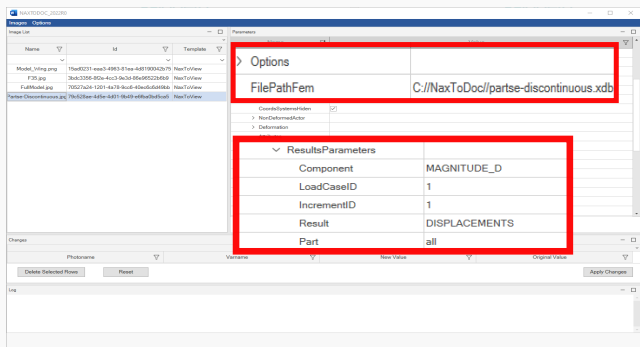 NAXTODOC_2022R0
Images Options
Image List
Parameters
Name Id Template
Model_Wing.png NaxToView
F35.jpg NaxToView
FullModel.jpg NaxToView
Partse-Discontinuous.jpg NaxToView
Options
FilePathFem C://NaxToDoc//partse-discontinuous.xdb
CoordsSystemsHiden
NonDeformedActor
Deformation
ResultsParameters
Component MAGNITUDE_D
LoadCaseID 1
IncrementID 1
Result DISPLACEMENTS
Part all
Changes
Photoname Varname New Value Original Value
Delete Selected Rows Reset Apply Changes
Log